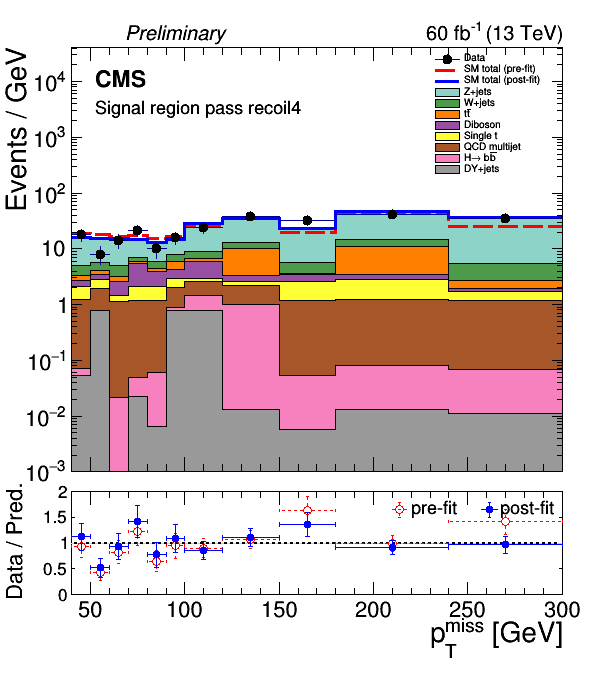 Preliminary 60 fb⁻¹ (13 TeV)
Events / GeV
CMS
Signal region pass recoil4
Data
SM total (pre-fit)
SM total (post-fit)
Z+jets
W+jets
tt̅
Diboson
Single t
QCD multijet
H→ bb̅
DY+jets
10⁴
10³
10²
10
1
10⁻¹
10⁻²
10⁻³
Data / Pred.
pre-fit post-fit
2
1.5
1
0.5
0
50 100 150 200 250 300
p_T^miss [GeV]